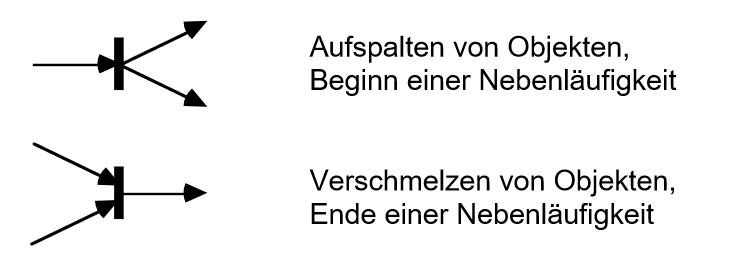 Aufspalten von Objekten,
Beginn einer Nebenläufigkeit
Verschmelzen von Objekten,
Ende einer Nebenläufigkeit